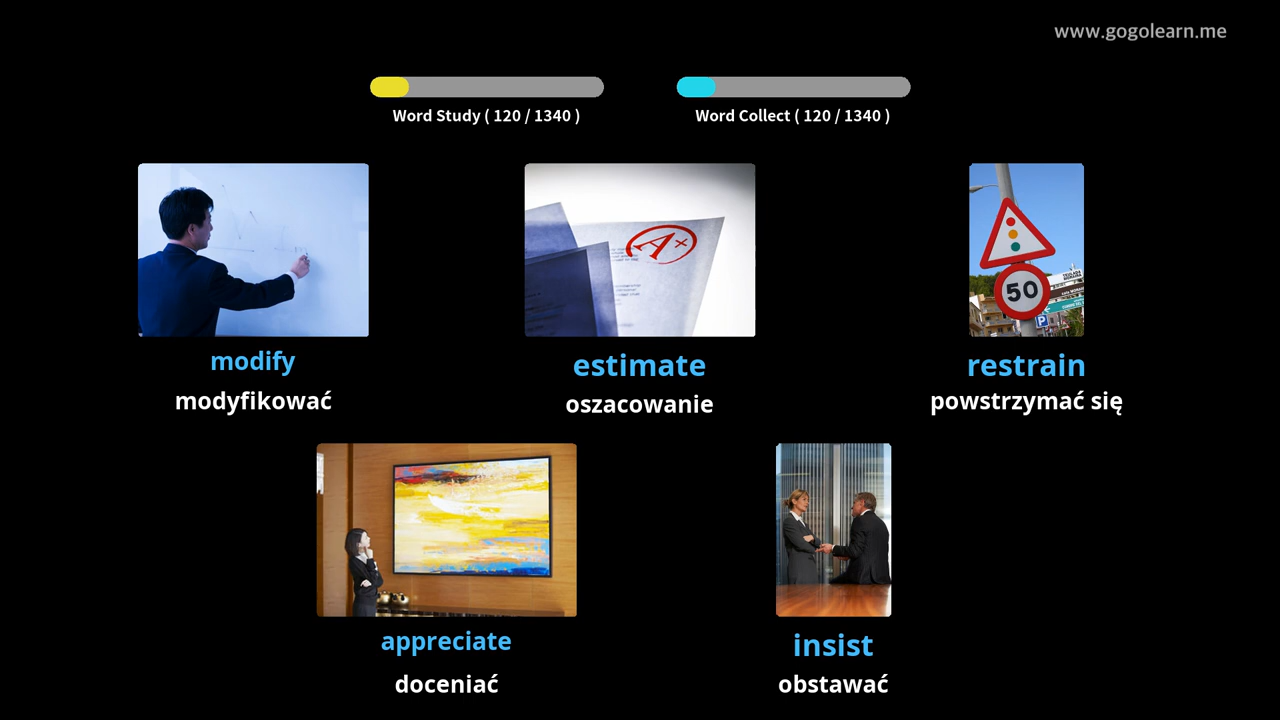 www.gogolearn.me
Word Study ( 120 / 1340 )
Word Collect ( 120 / 1340 )
A+
50
P
modify
estimate
restrain
modyfikować
oszacowanie
powstrzymać się
appreciate
insist
doceniać
obstawać